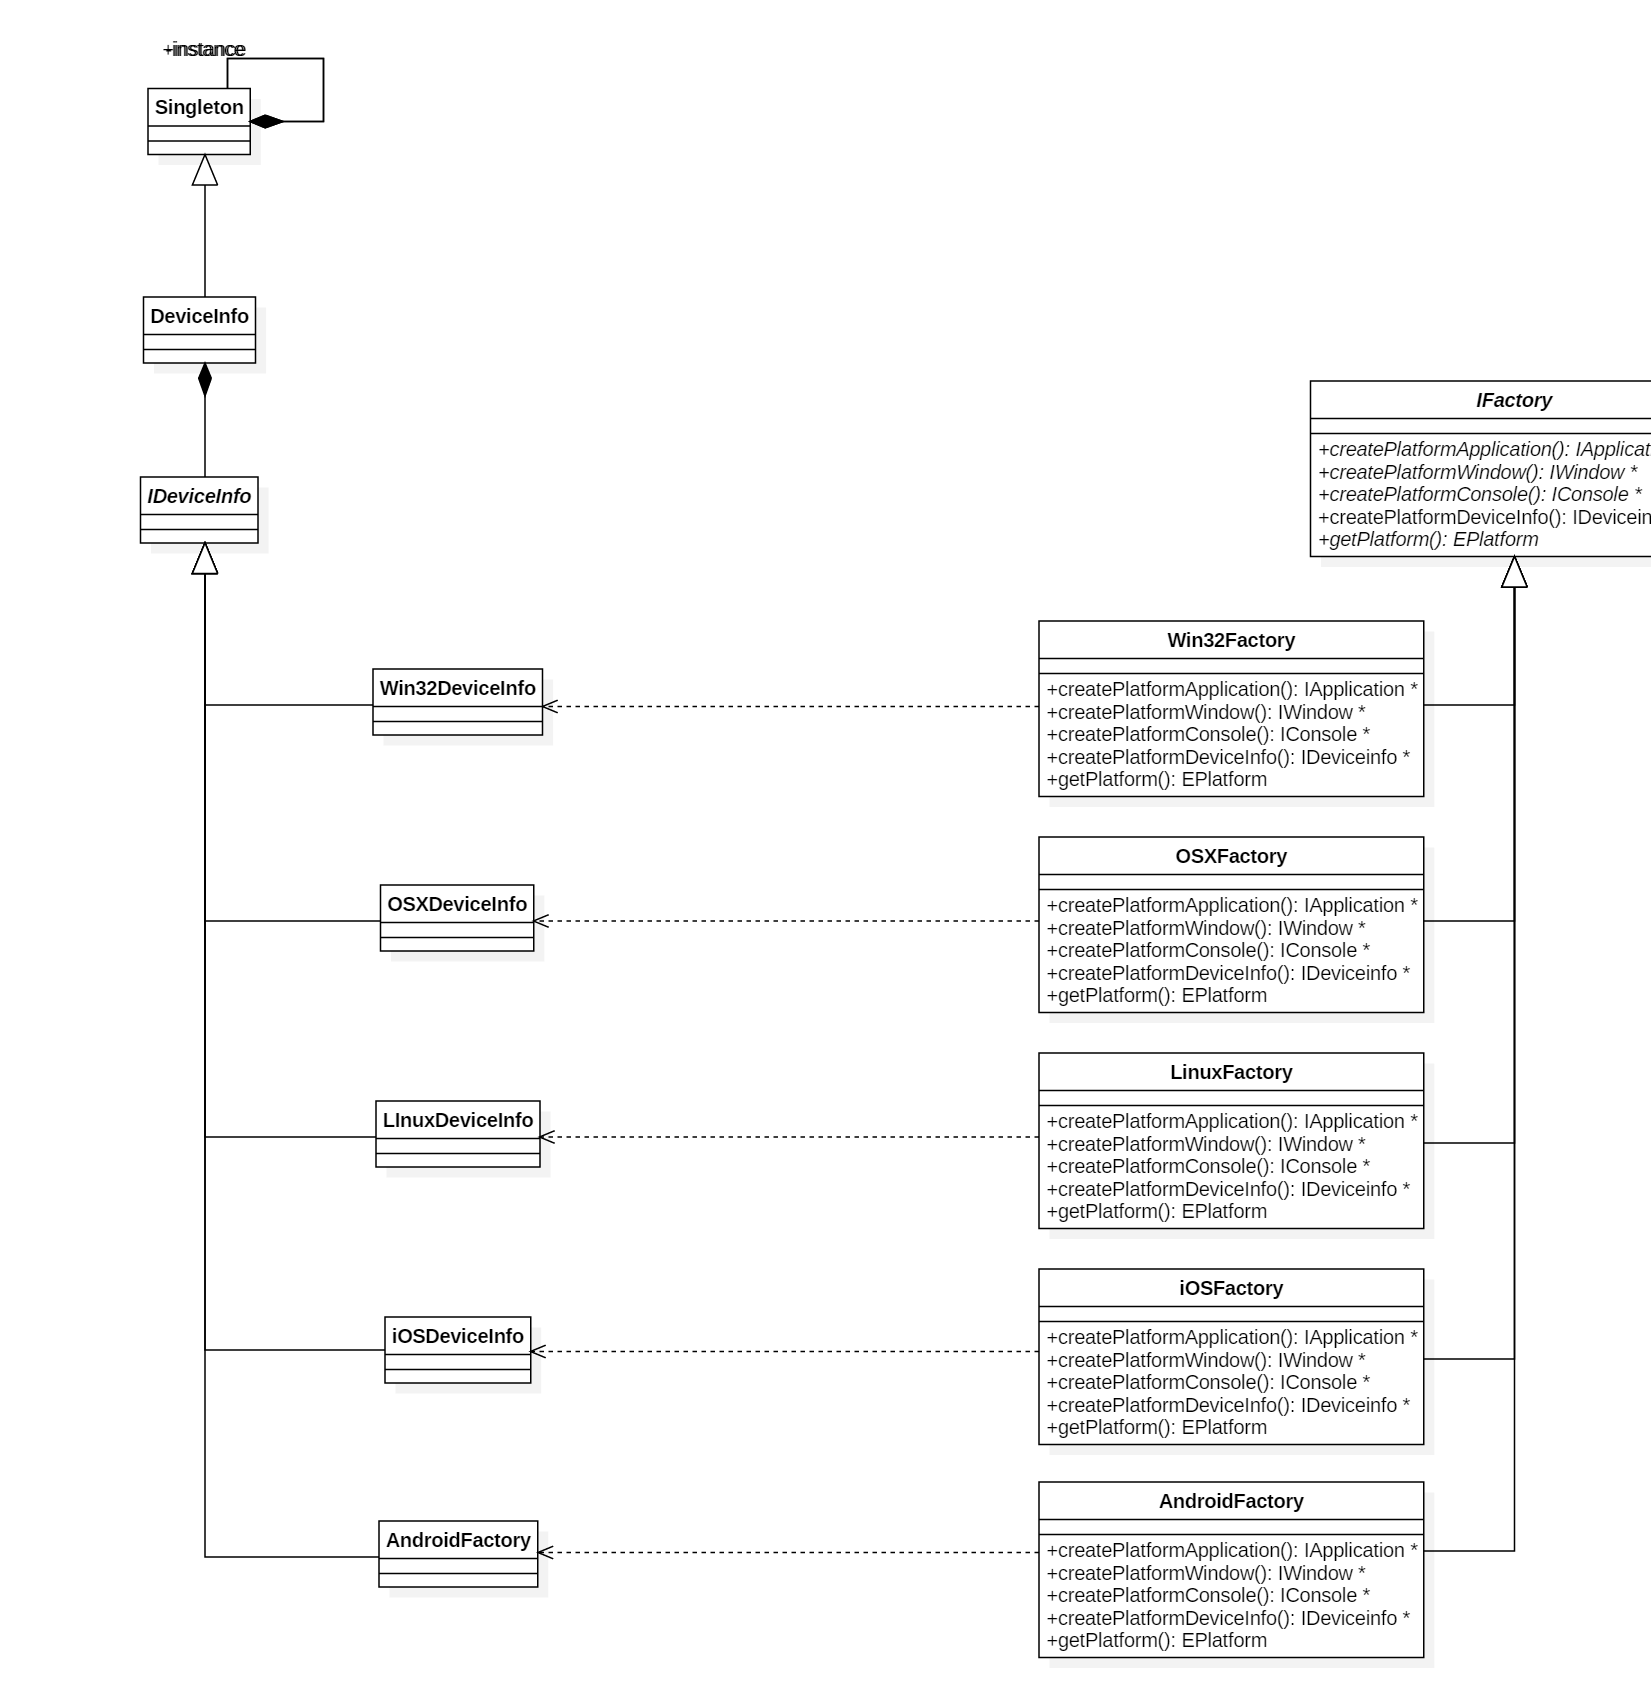 +instance
Singleton
DeviceInfo
IDeviceInfo
IFactory
+createPlatformApplication(): IApplicat
+createPlatformWindow(): IWindow *
+createPlatformConsole(): IConsole *
+createPlatformDeviceInfo(): IDevicein
+getPlatform(): EPlatform
Win32DeviceInfo
Win32Factory
+createPlatformApplication(): IApplication *
+createPlatformWindow(): IWindow *
+createPlatformConsole(): IConsole *
+createPlatformDeviceInfo(): IDeviceinfo *
+getPlatform(): EPlatform
OSXDeviceInfo
OSXFactory
+createPlatformApplication(): IApplication *
+createPlatformWindow(): IWindow *
+createPlatformConsole(): IConsole *
+createPlatformDeviceInfo(): IDeviceinfo *
+getPlatform(): EPlatform
LInuxDeviceInfo
LinuxFactory
+createPlatformApplication(): IApplication *
+createPlatformWindow(): IWindow *
+createPlatformConsole(): IConsole *
+createPlatformDeviceInfo(): IDeviceinfo *
+getPlatform(): EPlatform
iOSDeviceInfo
iOSFactory
+createPlatformApplication(): IApplication *
+createPlatformWindow(): IWindow *
+createPlatformConsole(): IConsole *
+createPlatformDeviceInfo(): IDeviceinfo *
+getPlatform(): EPlatform
AndroidFactory
AndroidFactory
+createPlatformApplication(): IApplication *
+createPlatformWindow(): IWindow *
+createPlatformConsole(): IConsole *
+createPlatformDeviceInfo(): IDeviceinfo *
+getPlatform(): EPlatform